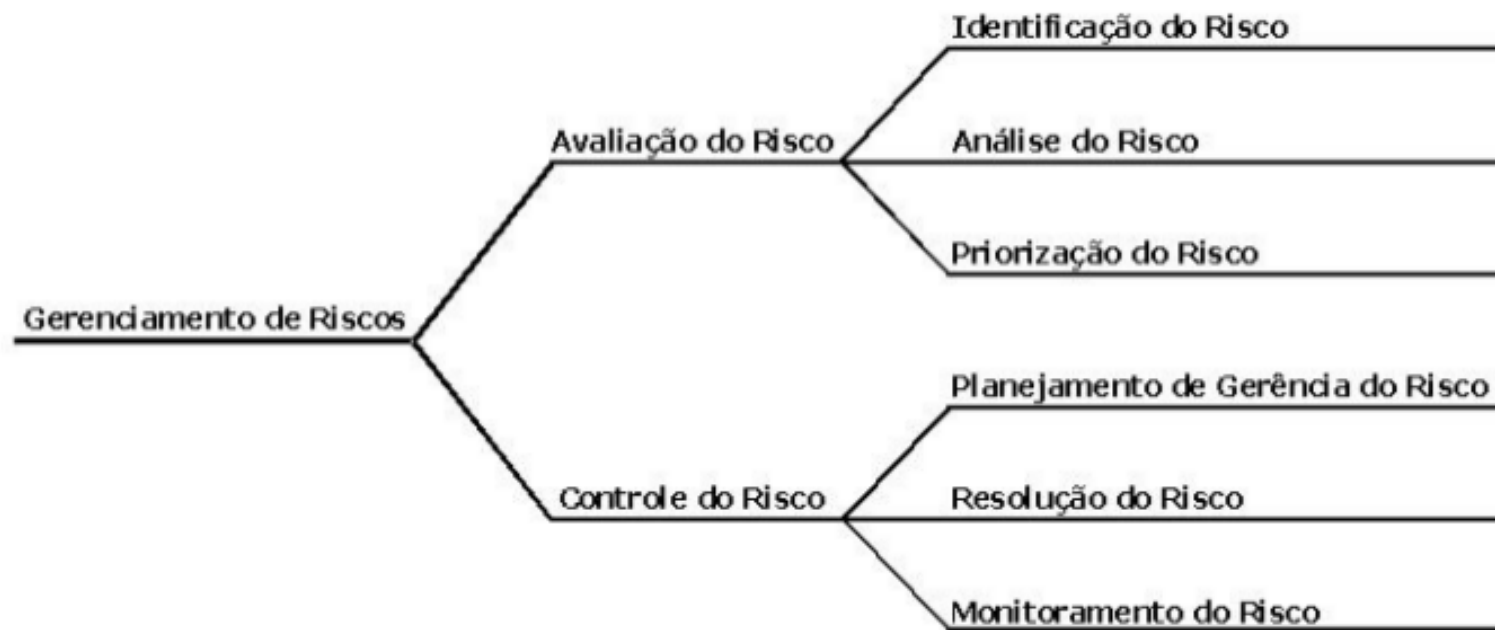 Identificação do Risco
Avaliação do Risco
Análise do Risco
Priorização do Risco
Gerenciamento de Riscos
Planejamento de Gerência do Risco
Controle do Risco
Resolução do Risco
Monitoramento do Risco